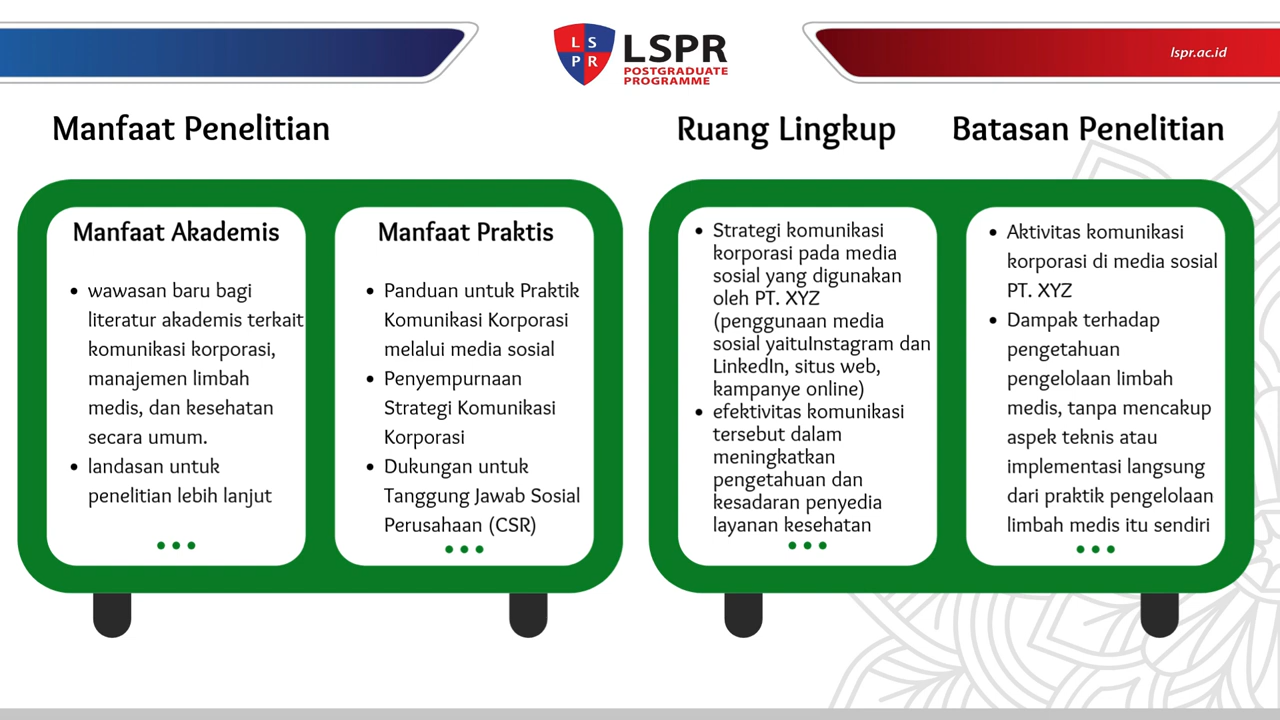 L S
P R
LSPR
POSTGRADUATE
PROGRAMME
lspr.ac.id
Manfaat Penelitian
Manfaat Akademis
• wawasan baru bagi
literatur akademis terkait
komunikasi korporasi,
manajemen limbah
medis, dan kesehatan
secara umum.
• landasan untuk
penelitian lebih lanjut
Manfaat Praktis
• Panduan untuk Praktik
Komunikasi Korporasi
melalui media sosial
• Penyempurnaan
Strategi Komunikasi
Korporasi
• Dukungan untuk
Tanggung Jawab Sosial
Perusahaan (CSR)
Ruang Lingkup
• Strategi komunikasi
korporasi pada media
sosial yang digunakan
oleh PT. XYZ
(penggunaan media
sosial yaituInstagram dan
LinkedIn, situs web,
kampanye online)
• efektivitas komunikasi
tersebut dalam
meningkatkan
pengetahuan dan
kesadaran penyedia
layanan kesehatan
Batasan Penelitian
• Aktivitas komunikasi
korporasi di media sosial
PT. XYZ
• Dampak terhadap
pengetahuan
pengelolaan limbah
medis, tanpa mencakup
aspek teknis atau
implementasi langsung
dari praktik pengelolaan
limbah medis itu sendiri